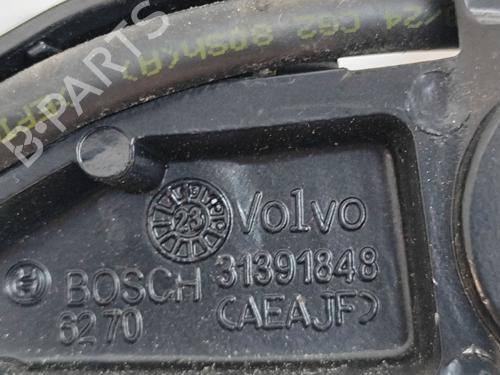 B-PARTS
23
Volvo
BOSCH 31391848
6270 (AEAJF)